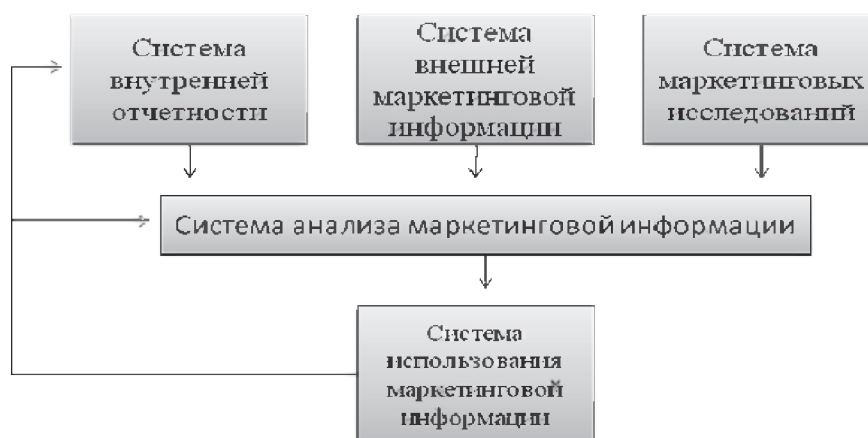 Система
внутренней
отчетности
Система
внешней
маркетинговой
информации
Система
маркетинговых
исследований
Система анализа маркетинговой информации
Система
использования
маркетинговой
информации